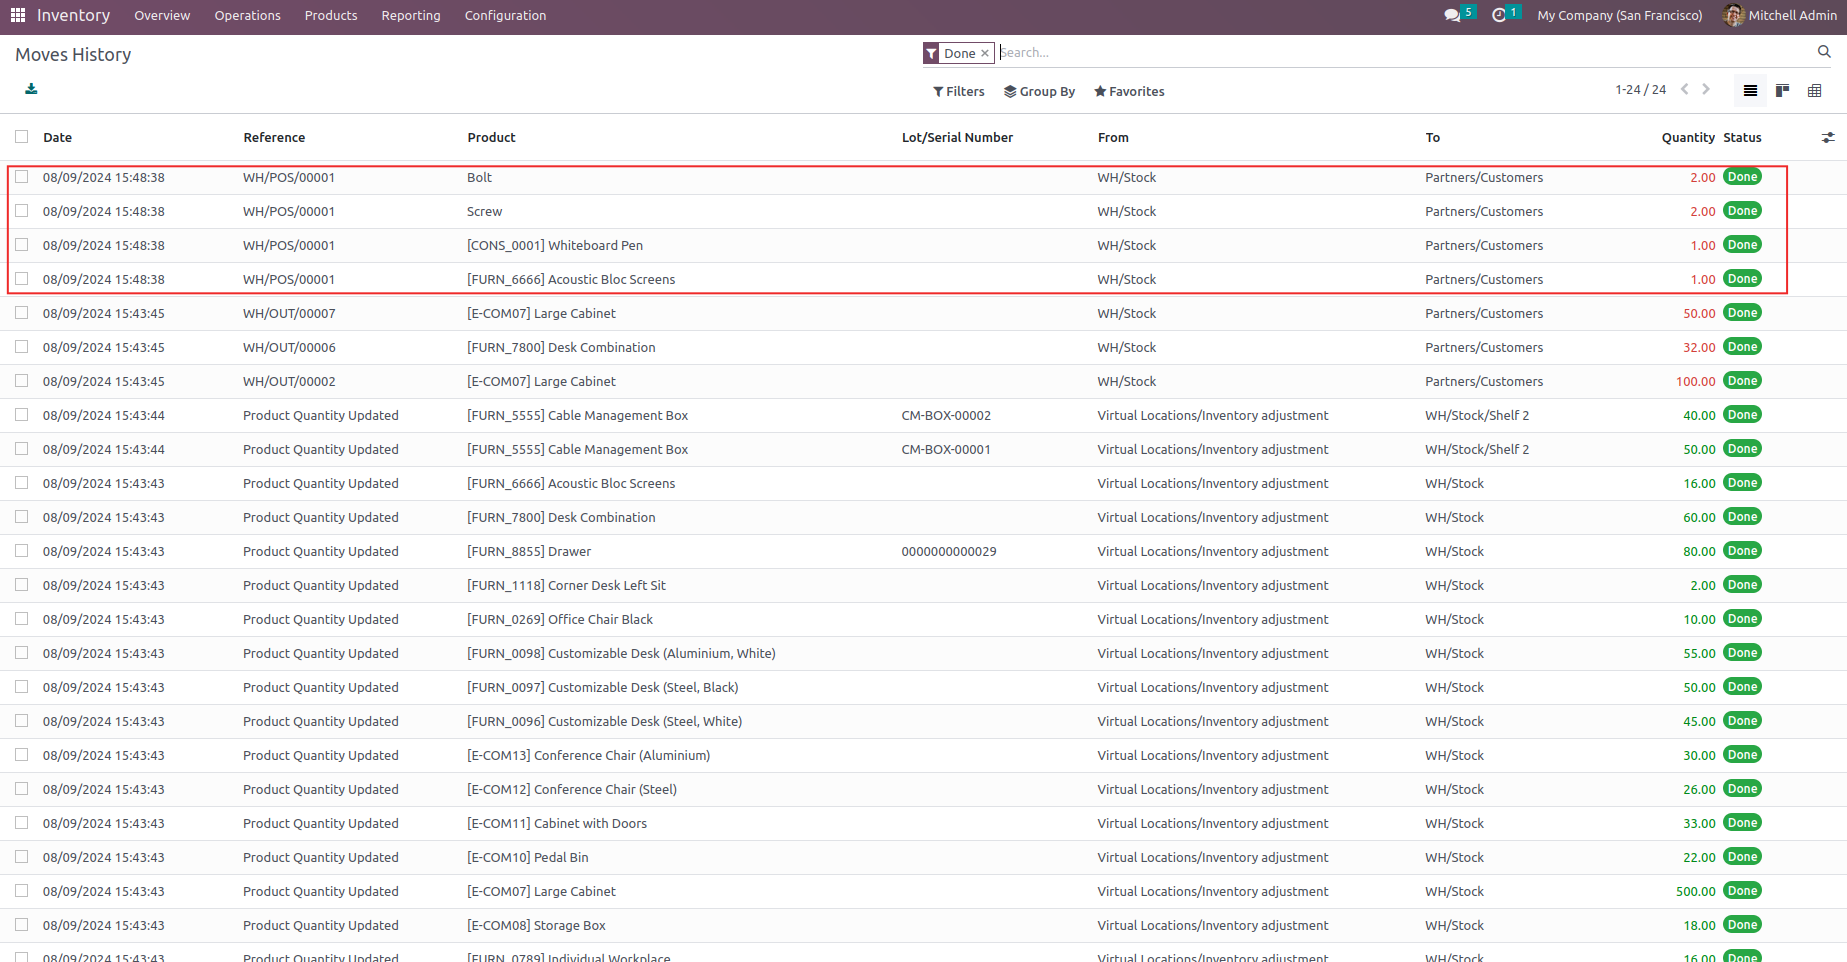 Inventory Overview Operations Products Reporting Configuration 5 1 My Company (San Francisco) Mitchell Admin
Moves History Done × Search...
Filters Group By Favorites 1-24 / 24
Date Reference Product Lot/Serial Number From To Quantity Status
08/09/2024 15:48:38 WH/POS/00001 Bolt WH/Stock Partners/Customers 2.00 Done
08/09/2024 15:48:38 WH/POS/00001 Screw WH/Stock Partners/Customers 2.00 Done
08/09/2024 15:48:38 WH/POS/00001 [CONS_0001] Whiteboard Pen WH/Stock Partners/Customers 1.00 Done
08/09/2024 15:48:38 WH/POS/00001 [FURN_6666] Acoustic Bloc Screens WH/Stock Partners/Customers 1.00 Done
08/09/2024 15:43:45 WH/OUT/00007 [E-COM07] Large Cabinet WH/Stock Partners/Customers 50.00 Done
08/09/2024 15:43:45 WH/OUT/00006 [FURN_7800] Desk Combination WH/Stock Partners/Customers 32.00 Done
08/09/2024 15:43:45 WH/OUT/00002 [E-COM07] Large Cabinet WH/Stock Partners/Customers 100.00 Done
08/09/2024 15:43:44 Product Quantity Updated [FURN_5555] Cable Management Box CM-BOX-00002 Virtual Locations/Inventory adjustment WH/Stock/Shelf 2 40.00 Done
08/09/2024 15:43:44 Product Quantity Updated [FURN_5555] Cable Management Box CM-BOX-00001 Virtual Locations/Inventory adjustment WH/Stock/Shelf 2 50.00 Done
08/09/2024 15:43:43 Product Quantity Updated [FURN_6666] Acoustic Bloc Screens Virtual Locations/Inventory adjustment WH/Stock 16.00 Done
08/09/2024 15:43:43 Product Quantity Updated [FURN_7800] Desk Combination Virtual Locations/Inventory adjustment WH/Stock 60.00 Done
08/09/2024 15:43:43 Product Quantity Updated [FURN_8855] Drawer 0000000000029 Virtual Locations/Inventory adjustment WH/Stock 80.00 Done
08/09/2024 15:43:43 Product Quantity Updated [FURN_1118] Corner Desk Left Sit Virtual Locations/Inventory adjustment WH/Stock 2.00 Done
08/09/2024 15:43:43 Product Quantity Updated [FURN_0269] Office Chair Black Virtual Locations/Inventory adjustment WH/Stock 10.00 Done
08/09/2024 15:43:43 Product Quantity Updated [FURN_0098] Customizable Desk (Aluminium, White) Virtual Locations/Inventory adjustment WH/Stock 55.00 Done
08/09/2024 15:43:43 Product Quantity Updated [FURN_0097] Customizable Desk (Steel, Black) Virtual Locations/Inventory adjustment WH/Stock 50.00 Done
08/09/2024 15:43:43 Product Quantity Updated [FURN_0096] Customizable Desk (Steel, White) Virtual Locations/Inventory adjustment WH/Stock 45.00 Done
08/09/2024 15:43:43 Product Quantity Updated [E-COM13] Conference Chair (Aluminium) Virtual Locations/Inventory adjustment WH/Stock 30.00 Done
08/09/2024 15:43:43 Product Quantity Updated [E-COM12] Conference Chair (Steel) Virtual Locations/Inventory adjustment WH/Stock 26.00 Done
08/09/2024 15:43:43 Product Quantity Updated [E-COM11] Cabinet with Doors Virtual Locations/Inventory adjustment WH/Stock 33.00 Done
08/09/2024 15:43:43 Product Quantity Updated [E-COM10] Pedal Bin Virtual Locations/Inventory adjustment WH/Stock 22.00 Done
08/09/2024 15:43:43 Product Quantity Updated [E-COM07] Large Cabinet Virtual Locations/Inventory adjustment WH/Stock 500.00 Done
08/09/2024 15:43:43 Product Quantity Updated [E-COM08] Storage Box Virtual Locations/Inventory adjustment WH/Stock 18.00 Done
08/09/2024 15:43:43 Product Quantity Updated [FURN_0789] Individual Workplace Virtual Locations/Inventory adjustment WH/Stock 16.00 Done